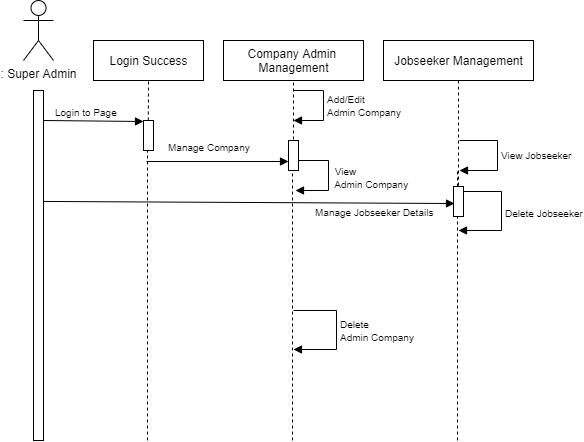 : Super Admin
Login Success
Company Admin
Management
Jobseeker Management
Login to Page
Add/Edit
Admin Company
Manage Company
View Jobseeker
View
Admin Company
Manage Jobseeker Details
Delete Jobseeker
Delete
Admin Company